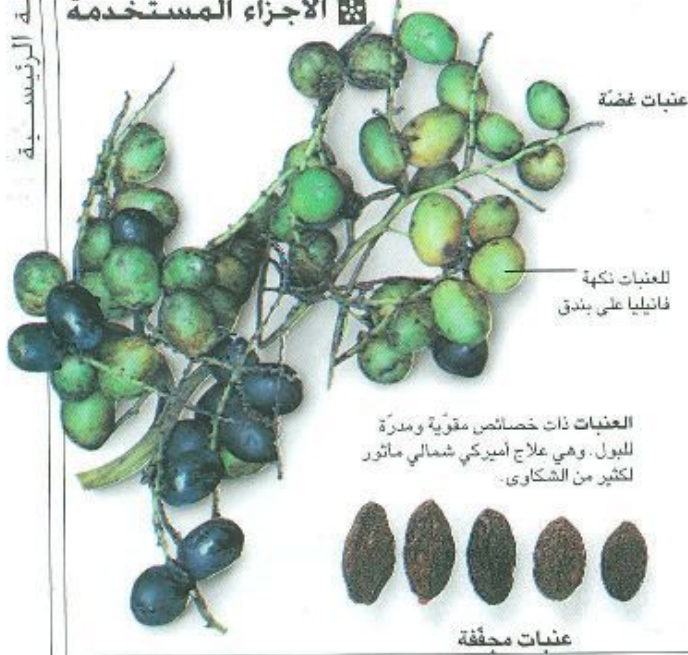 الأجزاء المستخدمة
ة الرئيسية
عنبات غضّة
للعنبات نكهة
فانيليا على بندق
العنبات ذات خصائص مقوّية ومدرّة
للبول. وهي علاج أميركي شمالي مأثور
لكثير من الشكاوى.
عنبات مجفّفة